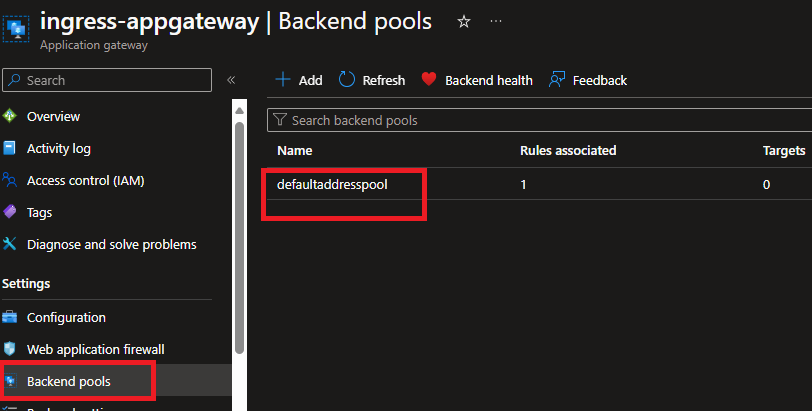 ingress-appgateway | Backend pools
Application gateway
Search
Add Refresh Backend health Feedback
Search backend pools
Name Rules associated Targets
defaultaddresspool 1 0
Overview
Activity log
Access control (IAM)
Tags
Diagnose and solve problems
Settings
Configuration
Web application firewall
Backend pools